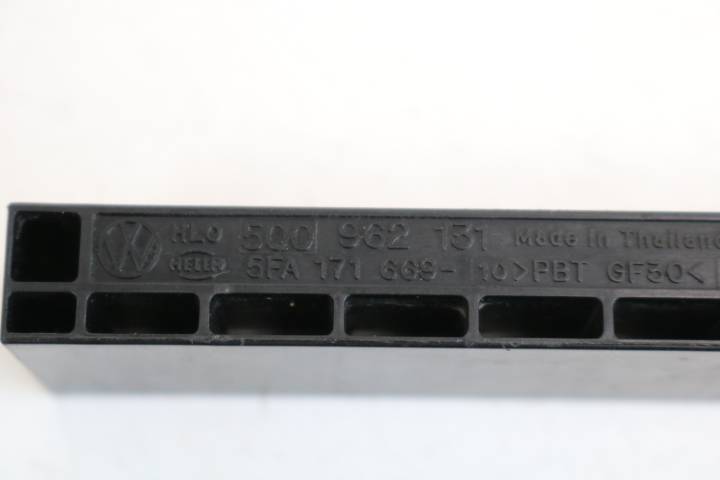 HLO 5Q0 962 131 Made in Thailand
HELLA 5FA 171 669- 10 >PBT GF30<